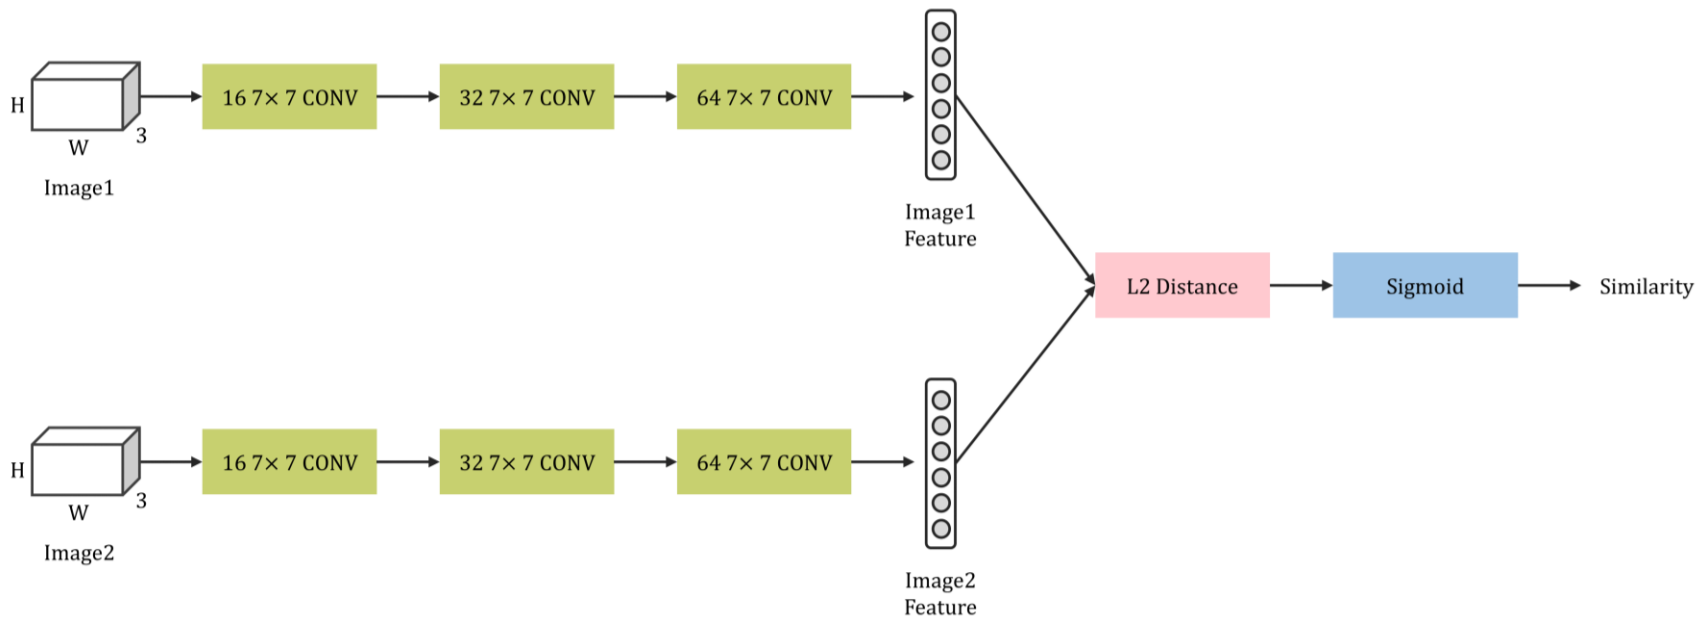 H
W
3
Image1
16 7× 7 CONV
32 7× 7 CONV
64 7× 7 CONV
Image1
Feature
H
W
3
Image2
16 7× 7 CONV
32 7× 7 CONV
64 7× 7 CONV
Image2
Feature
L2 Distance
Sigmoid
Similarity